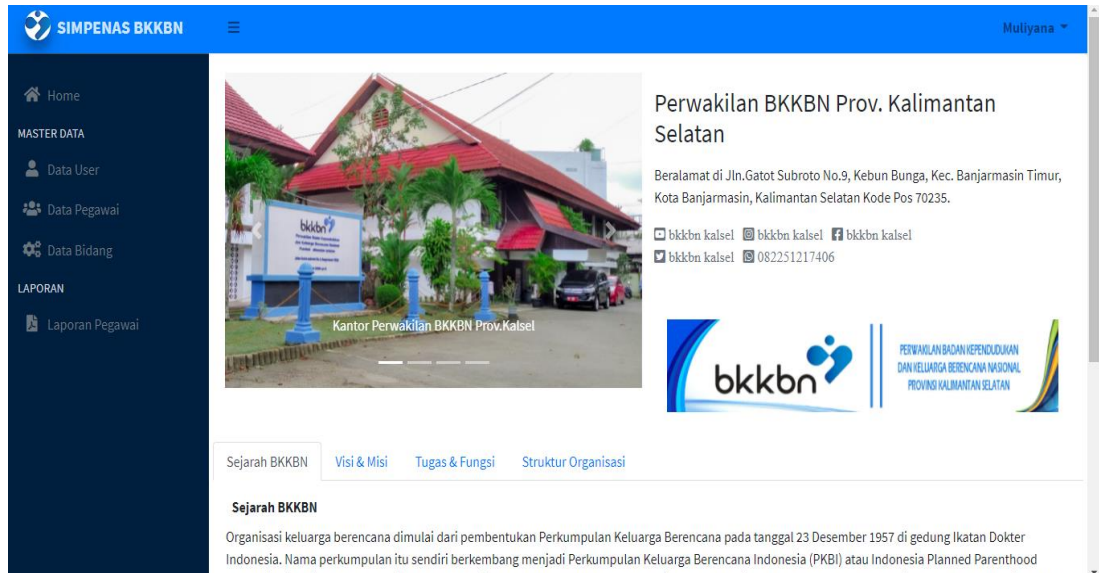 SIMPENAS BKKBN
Muliyana
Home
MASTER DATA
Data User
Data Pegawai
Data Bidang
LAPORAN
Laporan Pegawai
bkkbn
Kantor Perwakilan BKKBN Prov.Kalsel
Perwakilan BKKBN Prov. Kalimantan
Selatan
Beralamat di Jln.Gatot Subroto No.9, Kebun Bunga, Kec. Banjarmasin Timur,
Kota Banjarmasin, Kalimantan Selatan Kode Pos 70235.
bkkbn kalsel bkkbn kalsel bkkbn kalsel
bkkbn kalsel 082251217406
bkkbn
PERWAKILAN BADAN KEPENDUDUKAN
DAN KELUARGA BERENCANA NASIONAL
PROVINSI KALIMANTAN SELATAN
Sejarah BKKBN Visi & Misi Tugas & Fungsi Struktur Organisasi
Sejarah BKKBN
Organisasi keluarga berencana dimulai dari pembentukan Perkumpulan Keluarga Berencana pada tanggal 23 Desember 1957 di gedung Ikatan Dokter
Indonesia. Nama perkumpulan itu sendiri berkembang menjadi Perkumpulan Keluarga Berencana Indonesia (PKBI) atau Indonesia Planned Parenthood